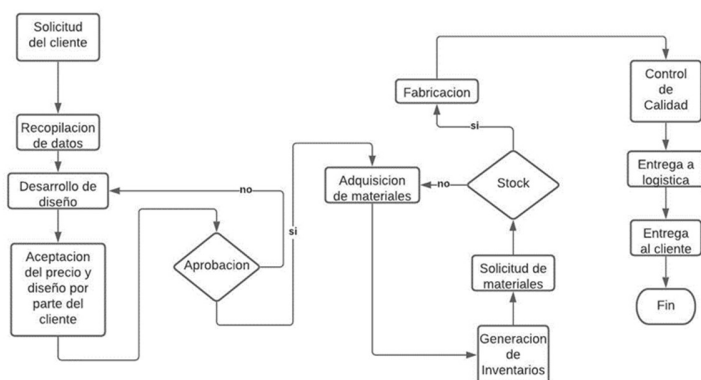 Solicitud
del cliente
Recopilacion
de datos
Desarrollo de
diseño
Aceptacion
del precio y
diseño por
parte del
cliente
Aprobacion
no
si
Adquisicion
de materiales
Generacion
de
Inventarios
Solicitud de
materiales
Stock
no
si
Fabricacion
Control
de
Calidad
Entrega a
logistica
Entrega
al cliente
Fin